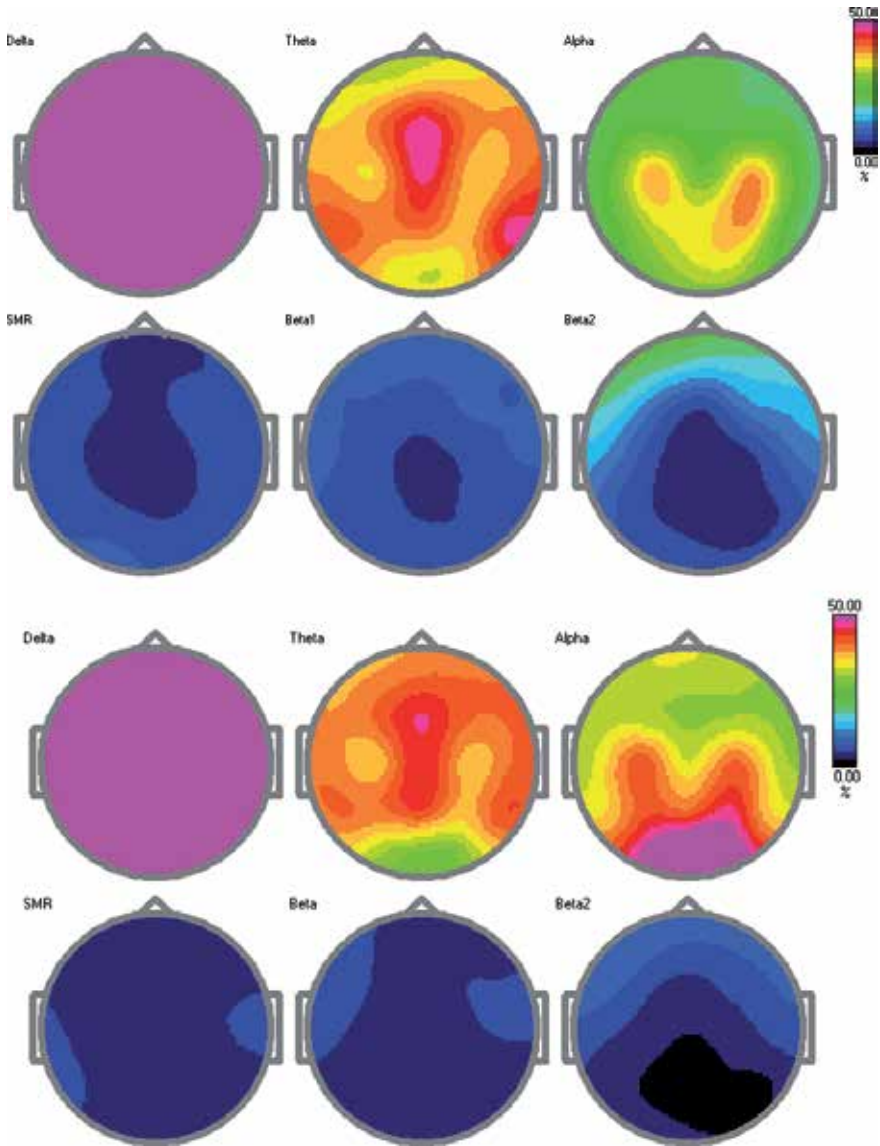 Delta
Theta
Alpha
50.00
0.00
%
SMR
Beta1
Beta2
Delta
Theta
Alpha
50.00
0.00
%
SMR
Beta
Beta2